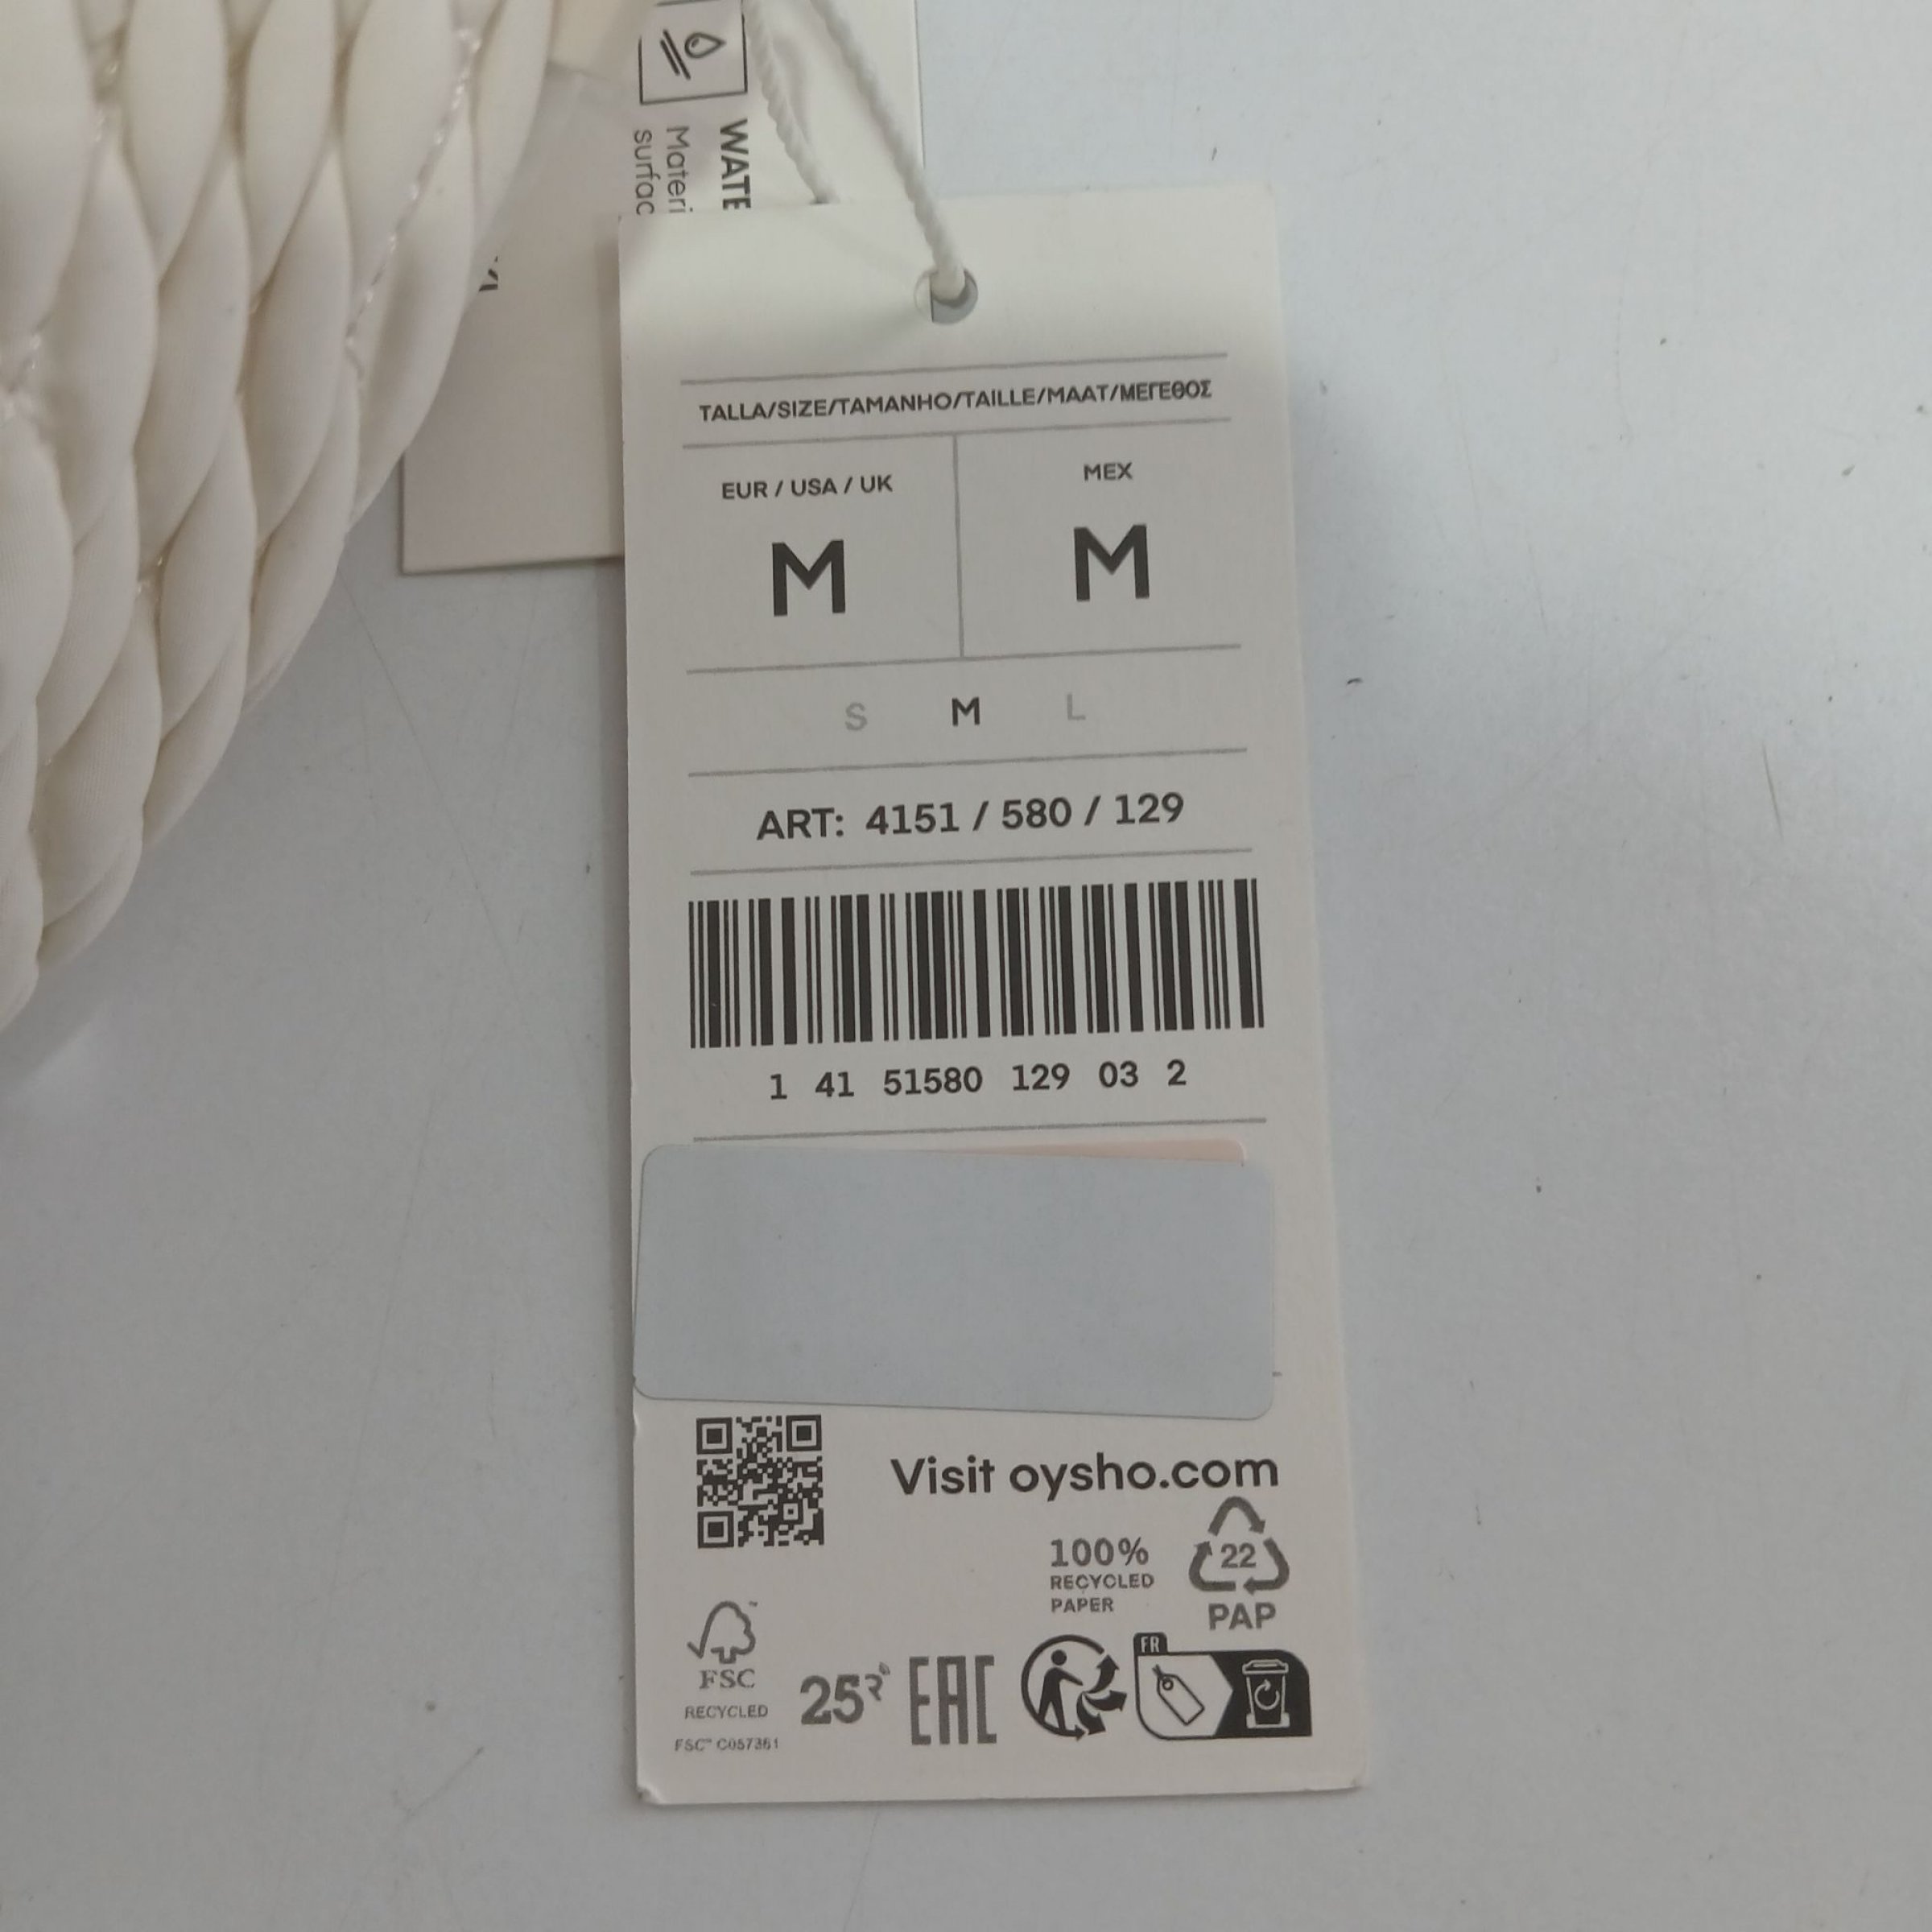 WATE
Materi
surfac
TALLA/SIZE/TAMANHO/TAILLE/MAAT/ΜΕΓΕΘΟΣ
EUR / USA / UK
MEX
M
M
S M L
ART: 4151 / 580 / 129
1 41 51580 129 03 2
Visit oysho.com
100%
RECYCLED
PAPER
22
PAP
FSC
RECYCLED
FSC™ C057361
25
EAC
FR